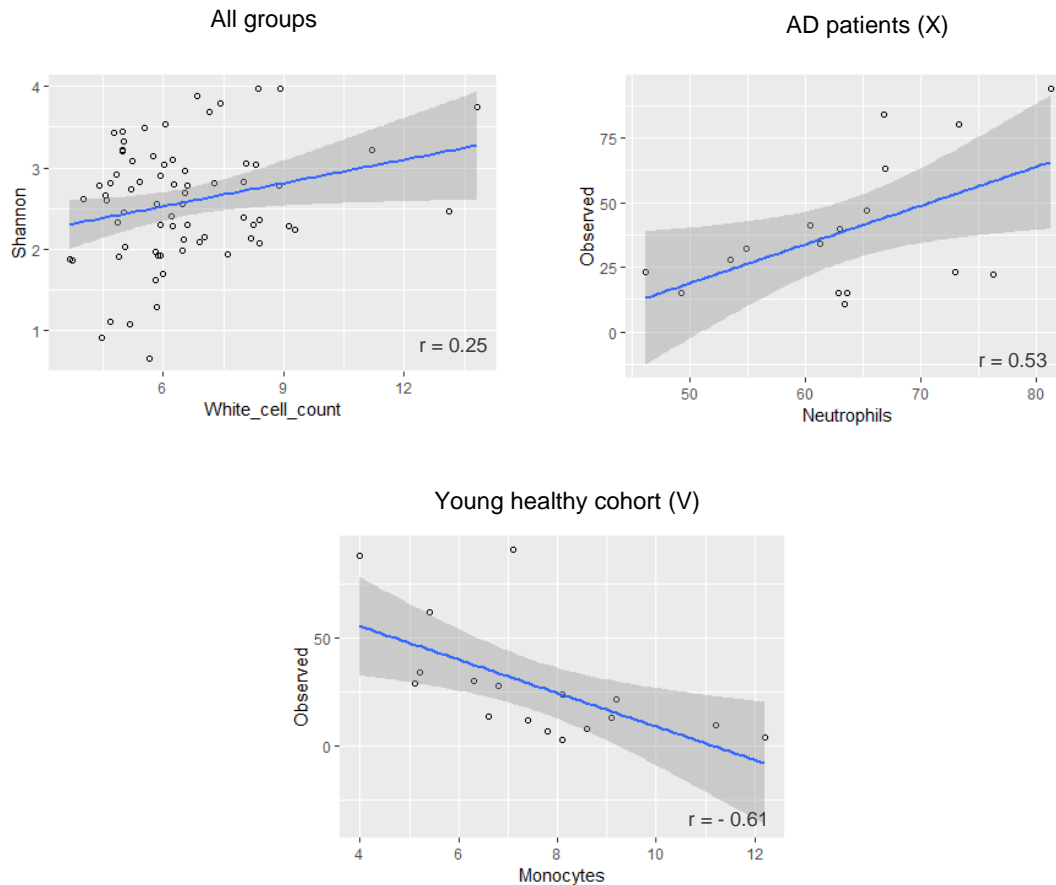 All groups
4
3
2
1
Shannon
r = 0.25
6
9
12
White_cell_count
AD patients (X)
75
50
25
0
Observed
r = 0.53
50
60
70
80
Neutrophils
Young healthy cohort (V)
50
0
Observed
r = - 0.61
4
6
8
10
12
Monocytes